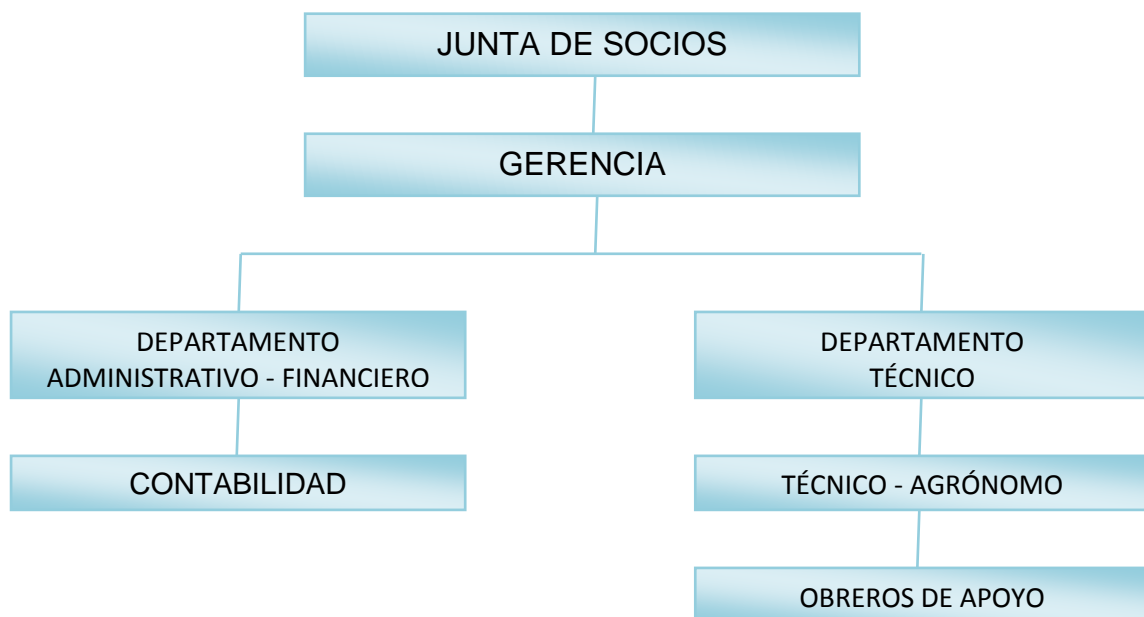 JUNTA DE SOCIOS
GERENCIA
DEPARTAMENTO
ADMINISTRATIVO - FINANCIERO
DEPARTAMENTO
TÉCNICO
CONTABILIDAD
TÉCNICO - AGRÓNOMO
OBREROS DE APOYO